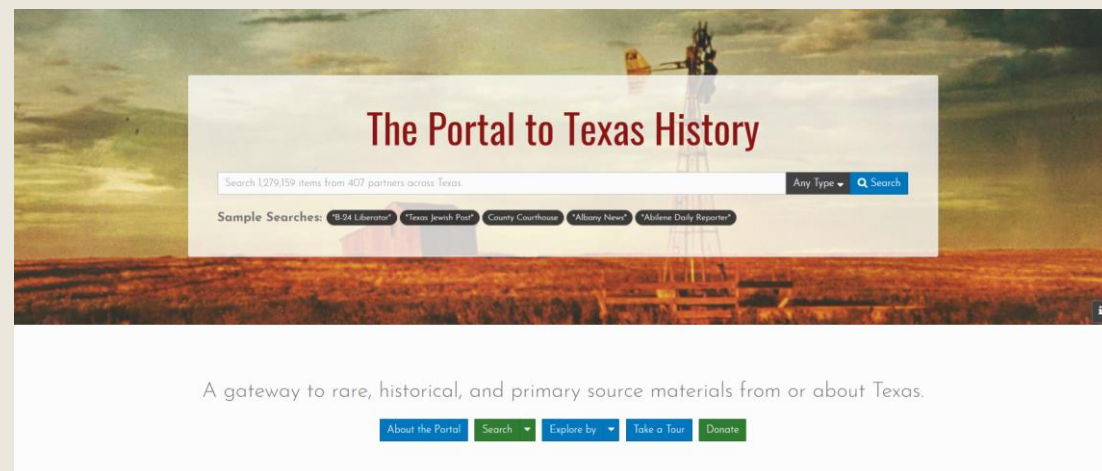 The Portal to Texas History
Search 1,279,159 items from 407 partners across Texas.
Any Type Search
Sample Searches: "B-24 Liberator" "Texas Jewish Post" County Courthouse "Albany News" "Abilene Daily Reporter"
A gateway to rare, historical, and primary source materials from or about Texas.
About the Portal Search Explore by Take a Tour Donate